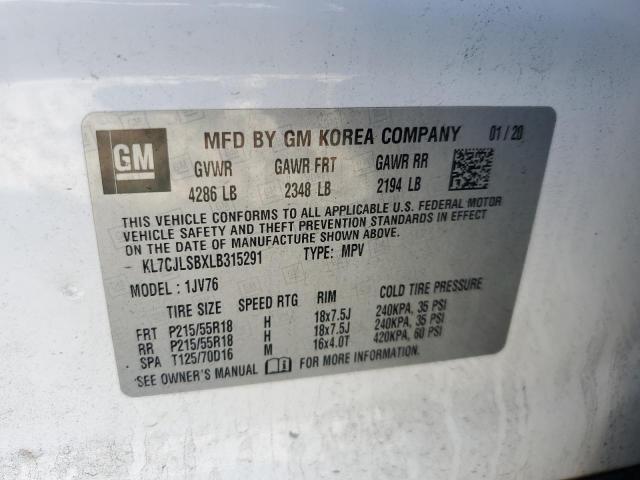 GM
MFD BY GM KOREA COMPANY 01/20
GVWR GAWR FRT GAWR RR
4286 LB 2348 LB 2194 LB
THIS VEHICLE CONFORMS TO ALL APPLICABLE U.S. FEDERAL MOTOR
VEHICLE SAFETY AND THEFT PREVENTION STANDARDS IN EFFECT
ON THE DATE OF MANUFACTURE SHOWN ABOVE.
KL7CJLSBXLB315291 TYPE: MPV
MODEL : 1JV76
TIRE SIZE SPEED RTG RIM COLD TIRE PRESSURE
FRT P215/55R18 H 18x7.5J 240KPA, 35 PSI
RR P215/55R18 H 18x7.5J 240KPA, 35 PSI
SPA T125/70D16 M 16x4.0T 420KPA, 60 PSI
SEE OWNER'S MANUAL FOR MORE INFORMATION.